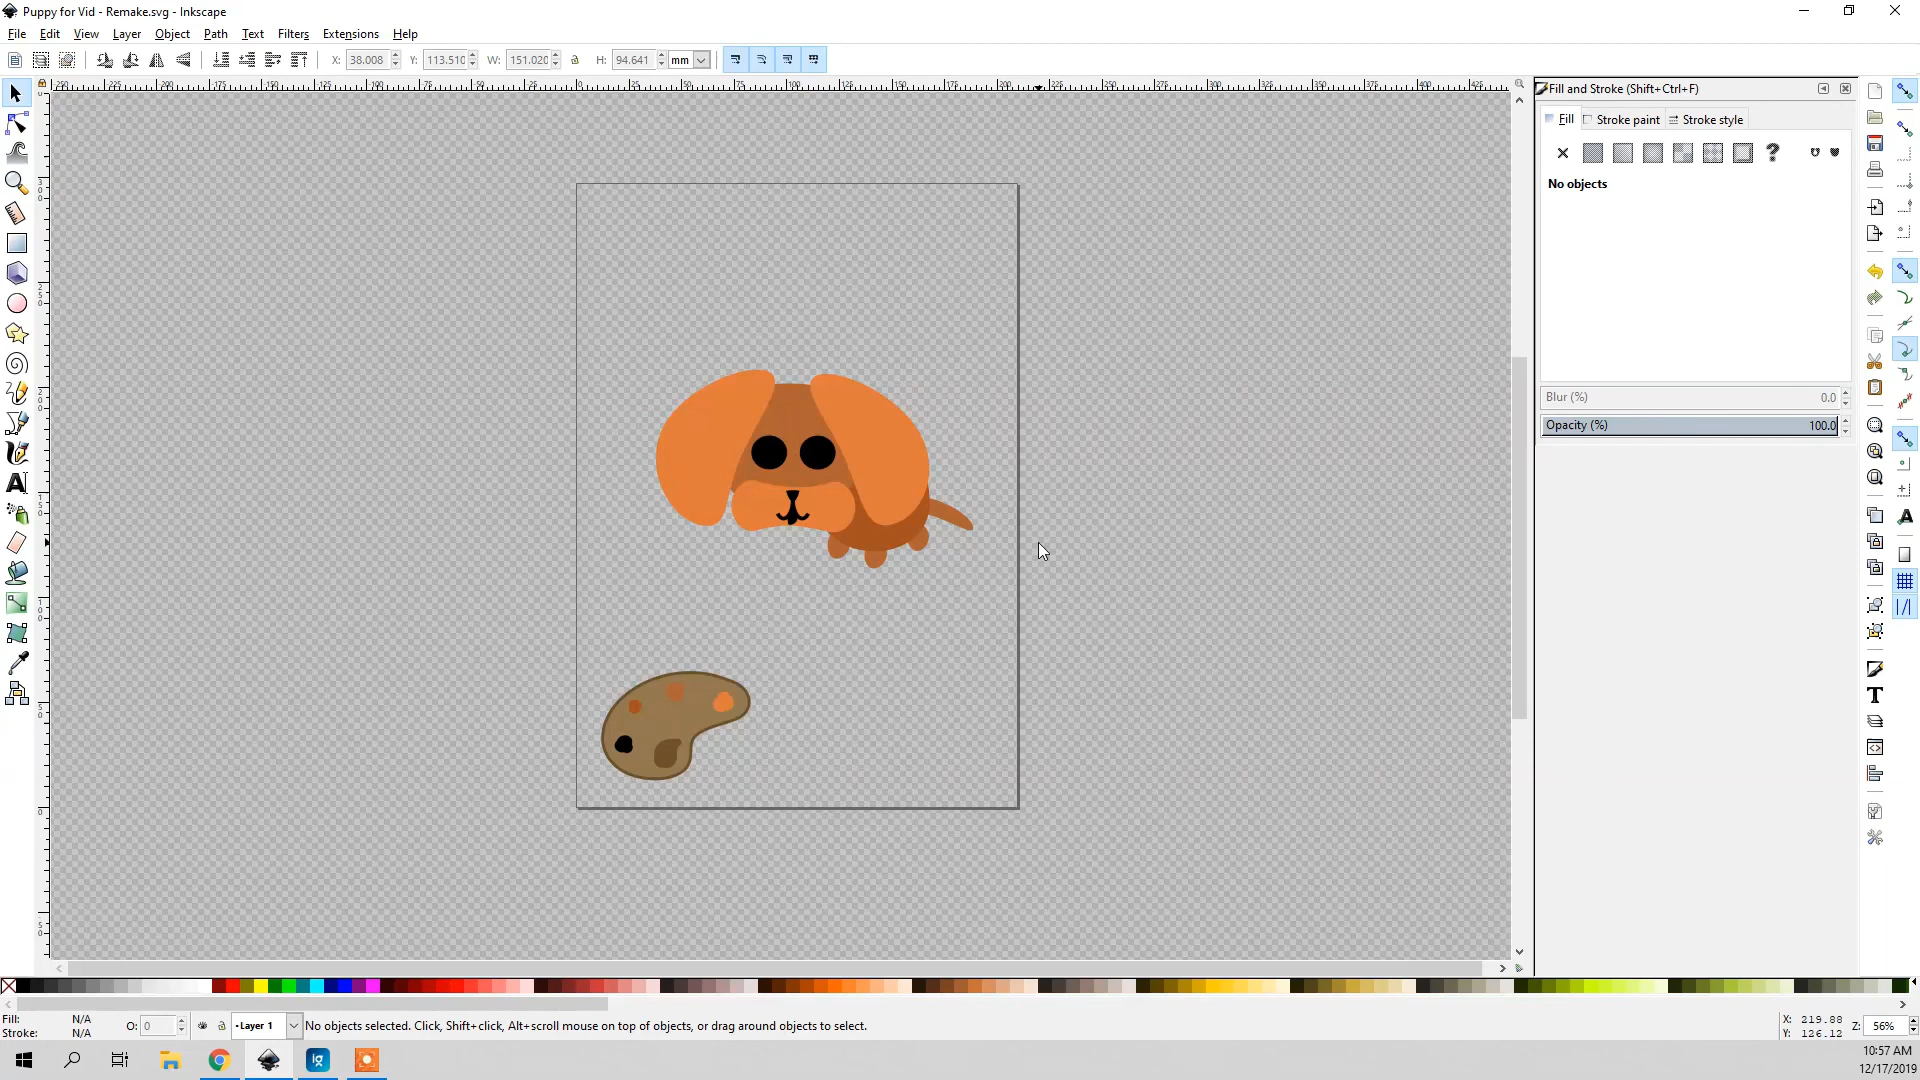 Puppy for Vid - Remake.svg - Inkscape
File Edit View Layer Object Path Text Filters Extensions Help
X: 38.008 Y: 113.510 W: 151.020 H: 94.641 mm
Fill and Stroke (Shift+Ctrl+F)
Fill Stroke paint Stroke style
No objects
Blur (%) 0.0
Opacity (%) 100.0
Fill: N/A
Stroke: N/A
O: 0
Layer 1
No objects selected. Click, Shift+click, Alt+scroll mouse on top of objects, or drag around objects to select.
X: 219.88
Y: 126.12
Z: 56%
lg
10:57 AM
12/17/2019